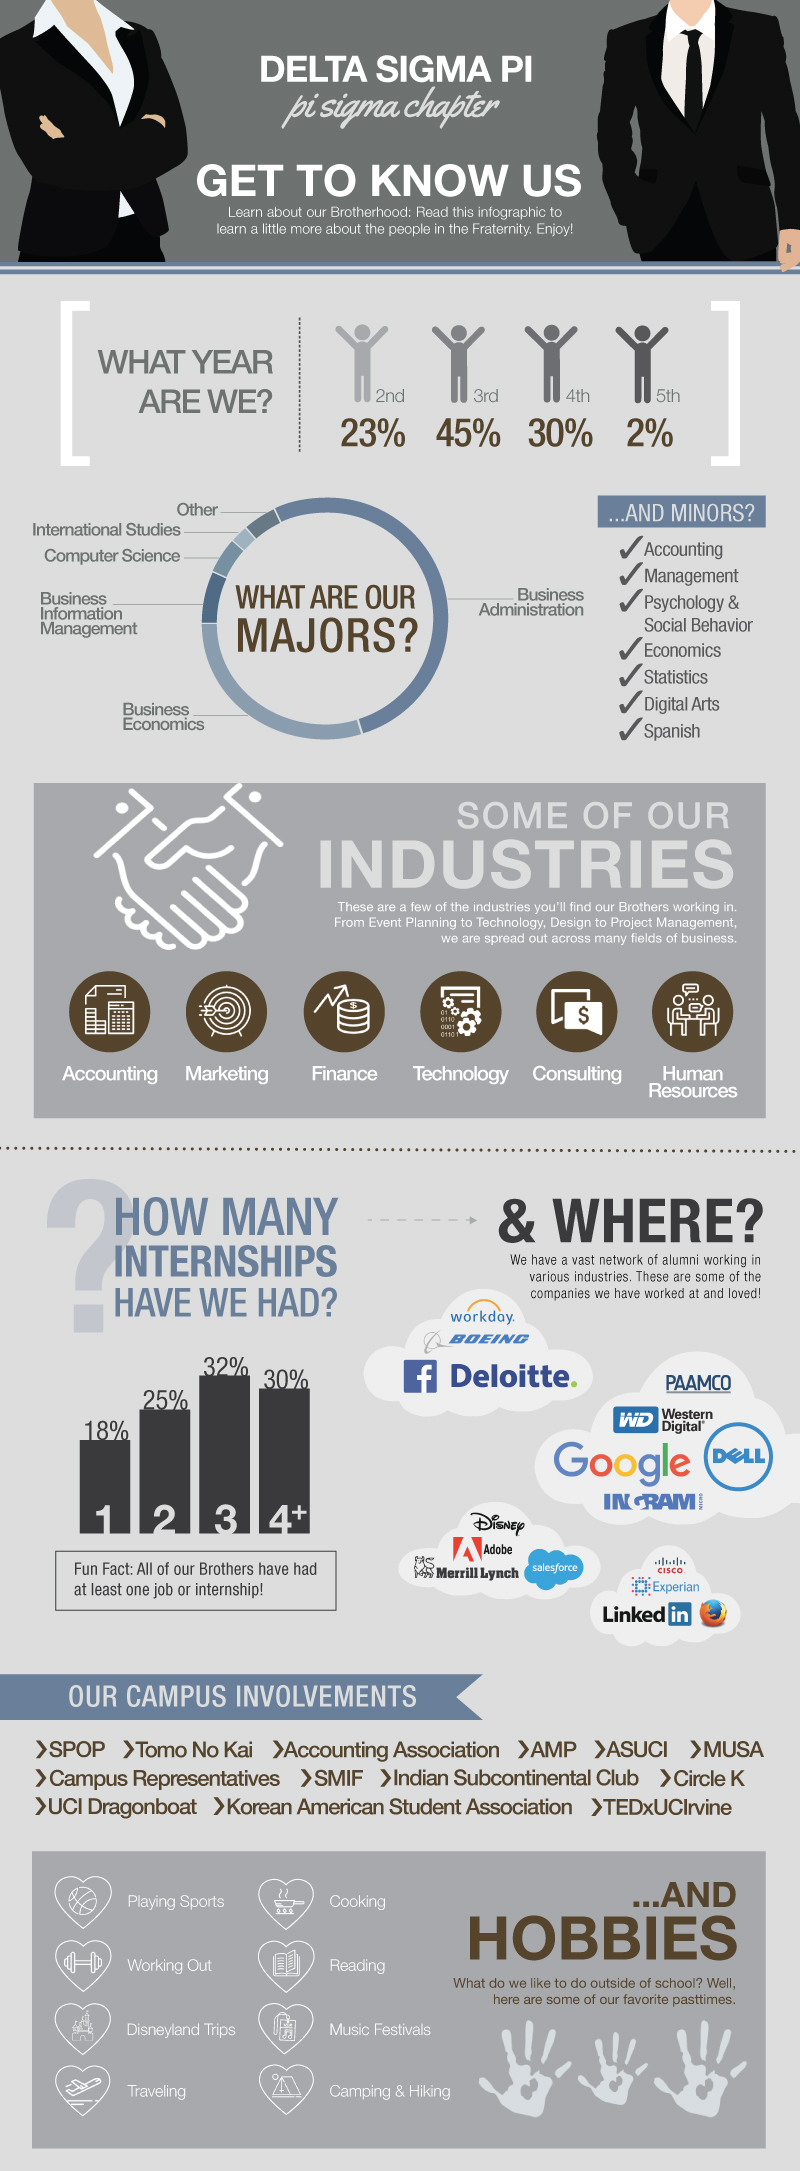 DELTA SIGMA PI
pi sigma chapter
GET TO KNOW US
Learn about our Brotherhood: Read this infographic to
learn a little more about the people in the Fraternity. Enjoy!
WHAT YEAR
ARE WE?
2nd
3rd
4th
5th
23%
45%
30%
2%
Other
International Studies
Computer Science
Business
Information
Management
Business
Economics
WHAT ARE OUR
MAJORS?
Business
Administration
...AND MINORS?
Accounting
Management
Psychology &
Social Behavior
Economics
Statistics
Digital Arts
Spanish
SOME OF OUR
INDUSTRIES
These are a few of the industries you'll find our Brothers working in.
From Event Planning to Technology, Design to Project Management,
we are spread out across many fields of business.
$
01
0110
0001
01101
$
Accounting
Marketing
Finance
Technology
Consulting
Human
Resources
?
HOW MANY
INTERNSHIPS
HAVE WE HAD?
& WHERE?
We have a vast network of alumni working in
various industries. These are some of the
companies we have worked at and loved!
18%
25%
32%
30%
1
2
3
4+
Fun Fact: All of our Brothers have had
at least one job or internship!
workday.
BOEING
f
Deloitte.
PAAMCO
WD Western
Digital®
Google
DELL
INGRAM MICRO
Disney
Adobe
Merrill Lynch
salesforce
CISCO
Experian
Linked in
OUR CAMPUS INVOLVEMENTS
SPOP Tomo No Kai Accounting Association AMP ASUCI MUSA
Campus Representatives SMIF Indian Subcontinental Club Circle K
UCI Dragonboat Korean American Student Association TEDxUCIrvine
Playing Sports
Cooking
Working Out
Reading
Disneyland Trips
Music Festivals
Traveling
Camping & Hiking
...AND
HOBBIES
What do we like to do outside of school? Well,
here are some of our favorite pasttimes.